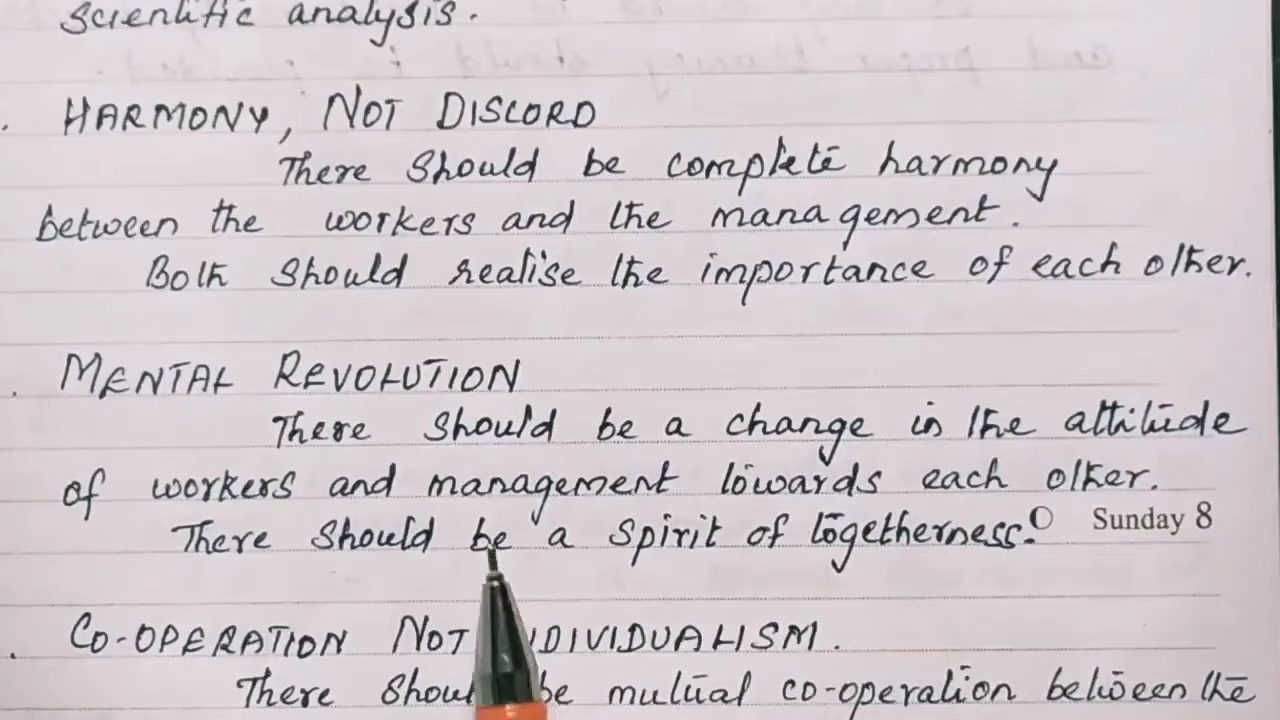 scientific analysis.
. HARMONY, NOT DISCORD
There should be complete harmony
between the workers and the management.
Both should realise the importance of each other.
. MENTAL REVOLUTION
There should be a change in the attitude
of workers and management towards each other.
There should be a spirit of togetherness. Sunday 8
. CO-OPERATION NOT INDIVIDUALISM.
There should be mutual co-operation between the